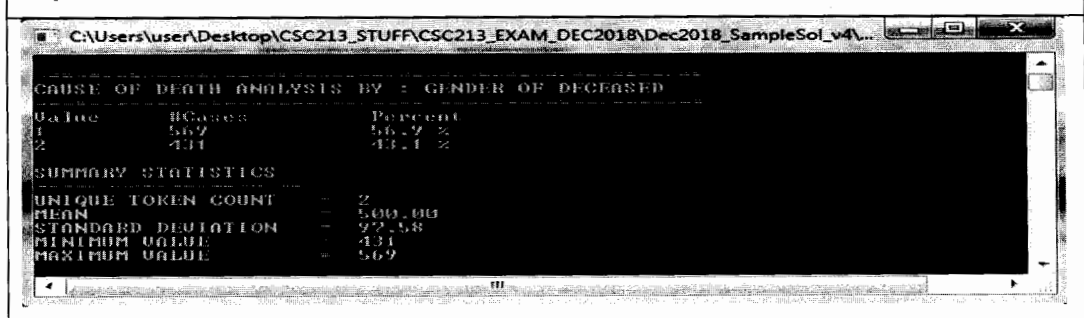 C:\Users\user\Desktop\CSC213_STUFF\CSC213_EXAM_DEC2018\Dec2018_SampleSol_v4\...
CAUSE OF DEATH ANALYSIS BY : GENDER OF DECEASED
Value #Cases Percent
1 569 56.9 %
2 431 43.1 %
SUMMARY STATISTICS
UNIQUE TOKEN COUNT = 2
MEAN = 500.00
STANDARD DEVIATION = 97.58
MINIMUM VALUE = 431
MAXIMUM VALUE = 569